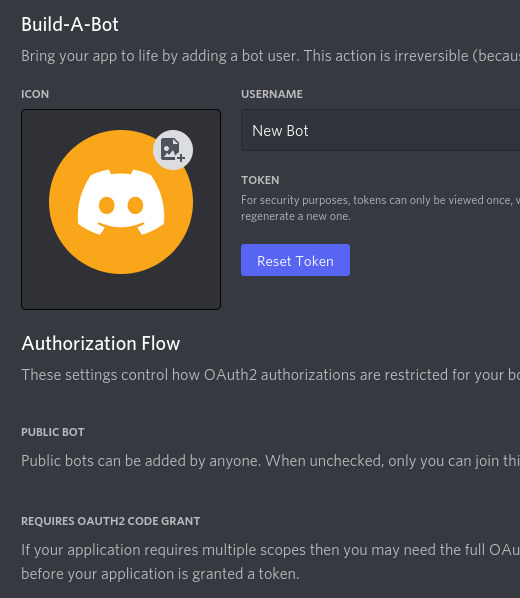 Build-A-Bot
Bring your app to life by adding a bot user. This action is irreversible
ICON
USERNAME
New Bot
TOKEN
For security purposes, tokens can only be viewed once,
regenerate a new one.
Reset Token
Authorization Flow
These settings control how OAuth2 authorizations are restricted for your
PUBLIC BOT
Public bots can be added by anyone. When unchecked, only you can join
REQUIRES OAUTH2 CODE GRANT
If your application requires multiple scopes then you may need the full
before your application is granted a token.